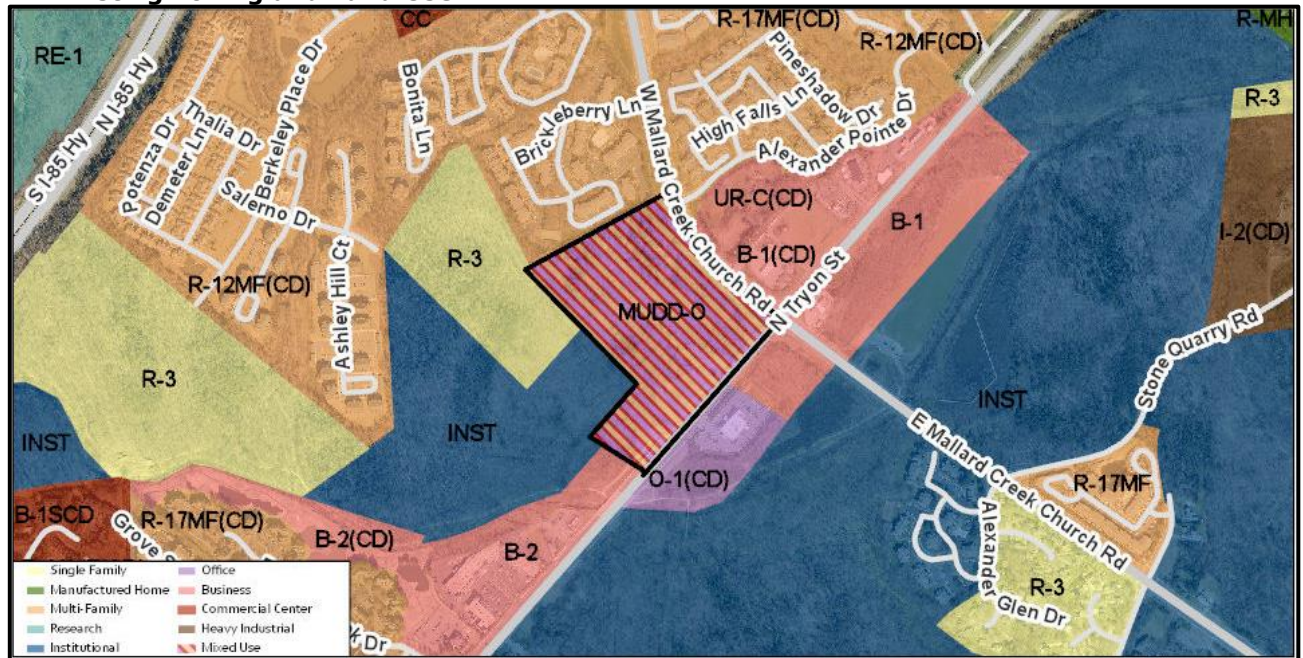 CC
R-17MF(CD)
R-MH
RE-1
R-12MF(CD)
S I-85 Hy
N I-85 Hy
Berkeley Place Dr
Bonita Ln
Brickleberry Ln
W Mallard Creek Church Rd
Pineshadow Dr
High Falls Ln
Alexander Pointe Dr
R-3
Thalia Dr
Potenza Dr
Demeter Ln
Salerno Dr
UR-C(CD)
B-1
I-2(CD)
R-3
B-1(CD)
R-12MF(CD)
Ashley Hill Ct
MUDD-O
N Tryon St
Stone Quarry Rd
R-3
INST
INST
INST
E Mallard Creek Church Rd
O-1(CD)
R-17MF
B-1SCD
R-17MF(CD)
B-2(CD)
B-2
Alexander Glen Dr
R-3
Single Family
Office
Manufactured Home
Business
Multi-Family
Commercial Center
Research
Heavy Industrial
Institutional
Mixed Use